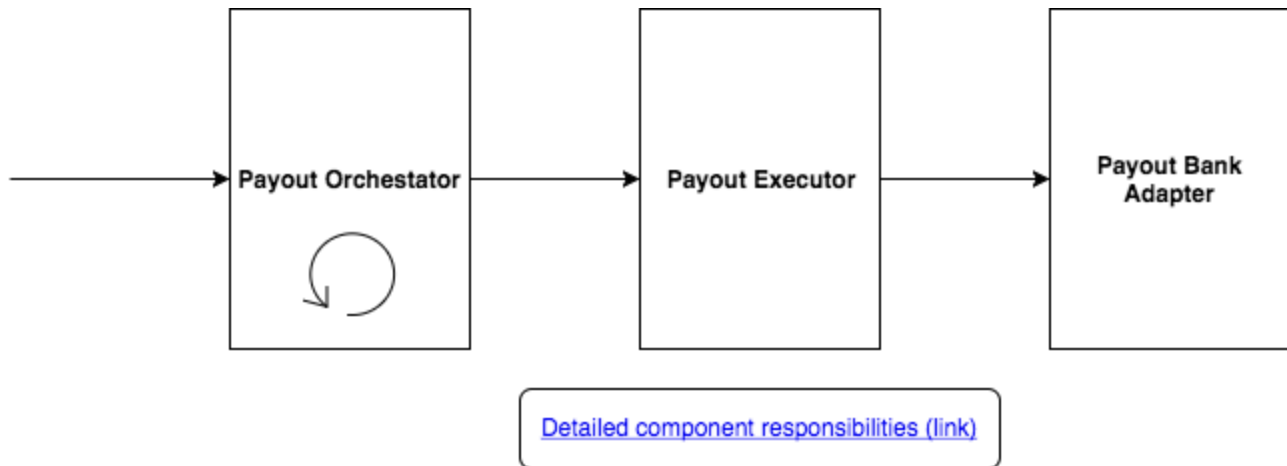 Payout Orchestator
Payout Executor
Payout Bank
Adapter
Detailed component responsibilities (link)